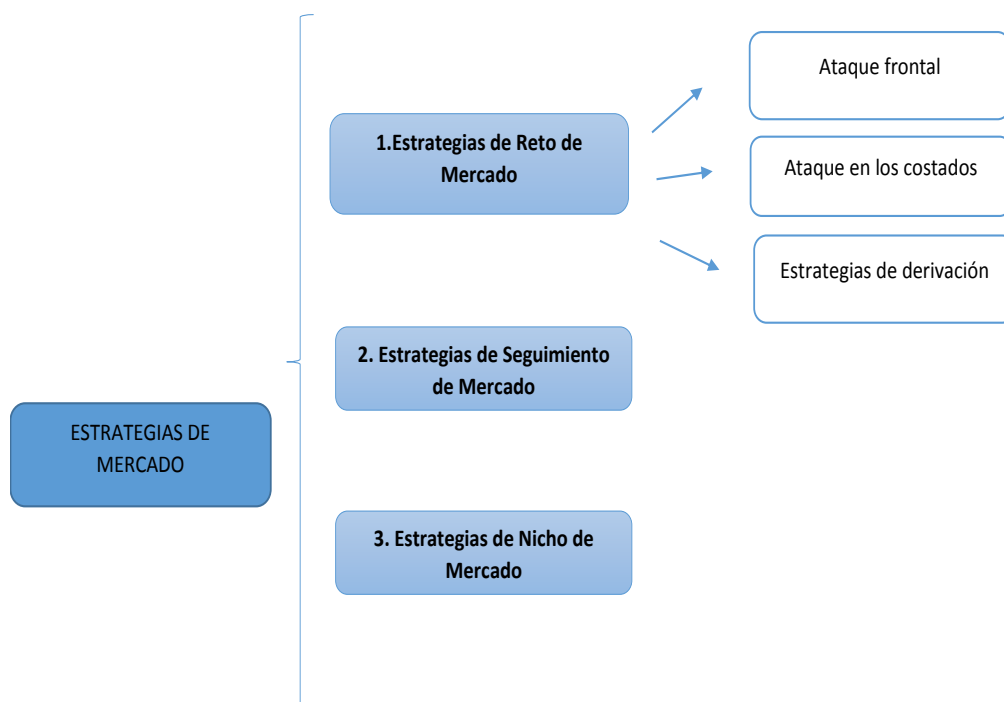 ESTRATEGIAS DE
MERCADO
1.Estrategias de Reto de
Mercado
Ataque frontal
Ataque en los costados
Estrategias de derivación
2. Estrategias de Seguimiento
de Mercado
3. Estrategias de Nicho de
Mercado